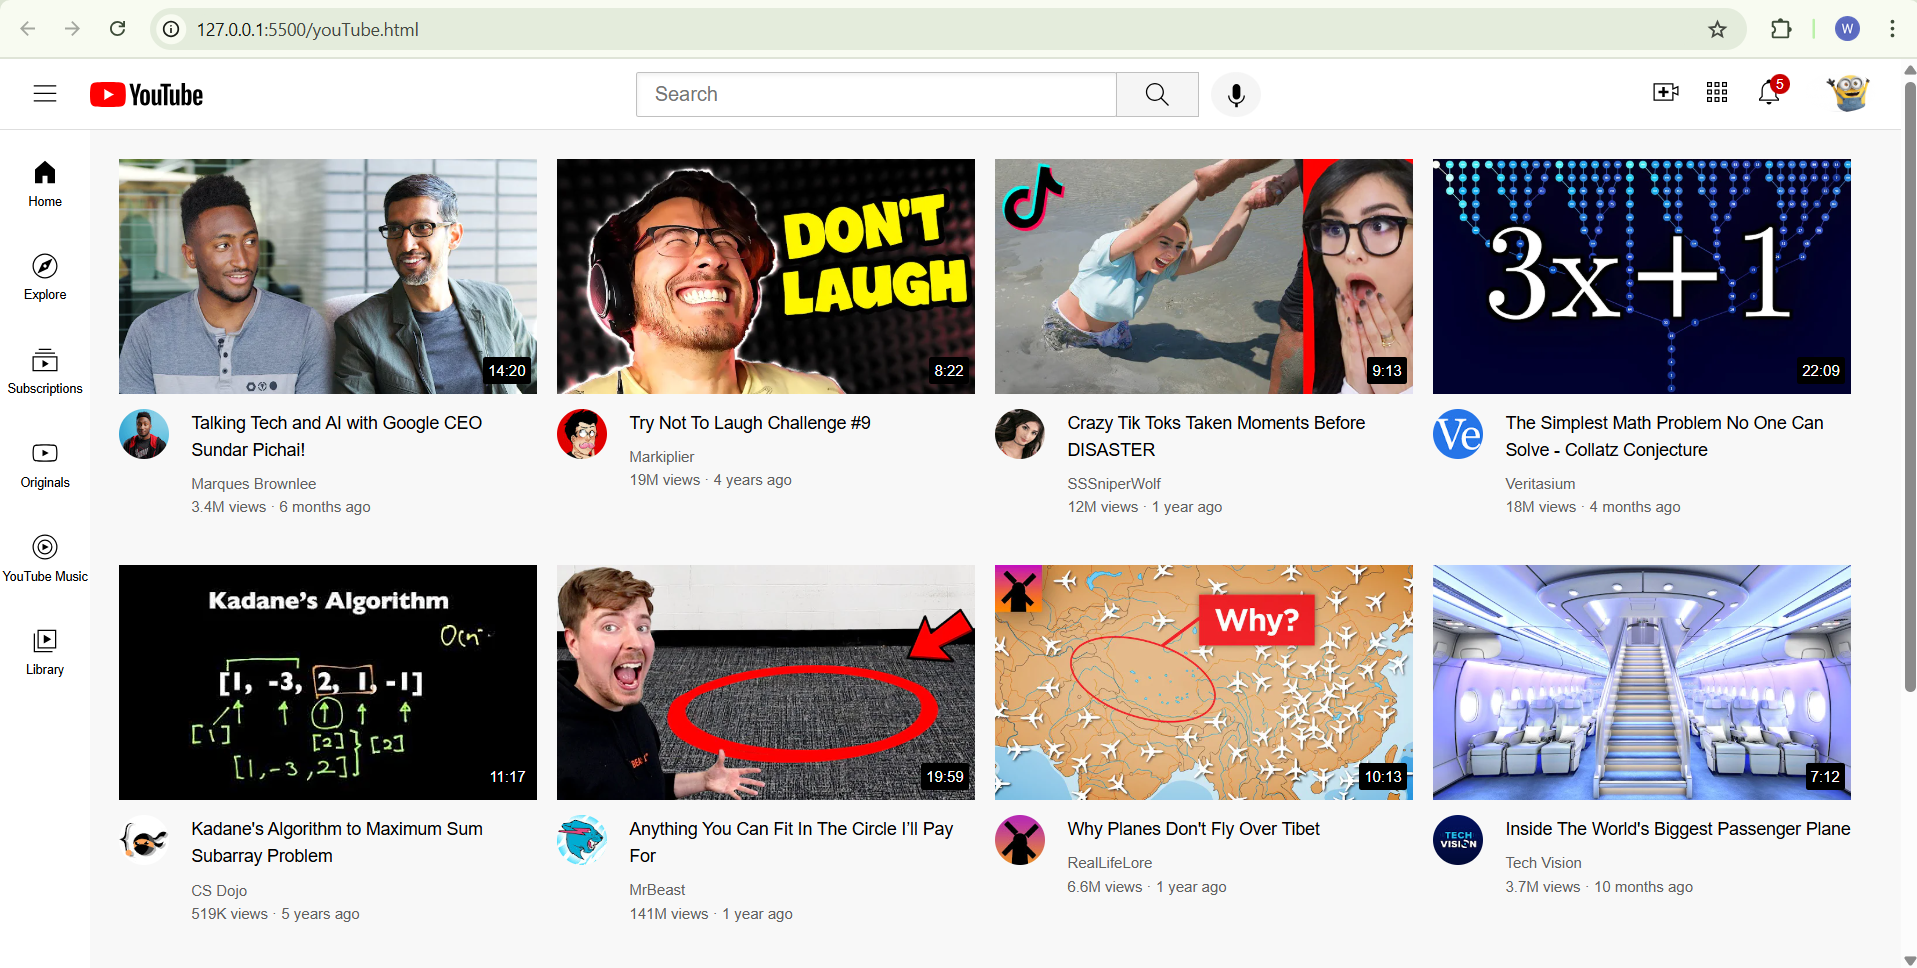 127.0.0.1:5500/youTube.html
W
YouTube
Search
5
Home
Explore
Subscriptions
Originals
YouTube Music
Library
14:20
DON'T
LAUGH
8:22
9:13
3x+1
22:09
Talking Tech and AI with Google CEO
Sundar Pichai!
Marques Brownlee
3.4M views · 6 months ago
Try Not To Laugh Challenge #9
Markiplier
19M views · 4 years ago
Crazy Tik Toks Taken Moments Before
DISASTER
SSSniperWolf
12M views · 1 year ago
Ve
The Simplest Math Problem No One Can
Solve - Collatz Conjecture
Veritasium
18M views · 4 months ago
Kadane's Algorithm
[1, -3, 2, 1, -1]
[1]
[2]
[2]
[1, -3, 2]
11:17
19:59
Why?
10:13
7:12
Kadane's Algorithm to Maximum Sum
Subarray Problem
CS Dojo
519K views · 5 years ago
Anything You Can Fit In The Circle I'll Pay
For
MrBeast
141M views · 1 year ago
Why Planes Don't Fly Over Tibet
RealLifeLore
6.6M views · 1 year ago
TECH
VISION
Inside The World's Biggest Passenger Plane
Tech Vision
3.7M views · 10 months ago